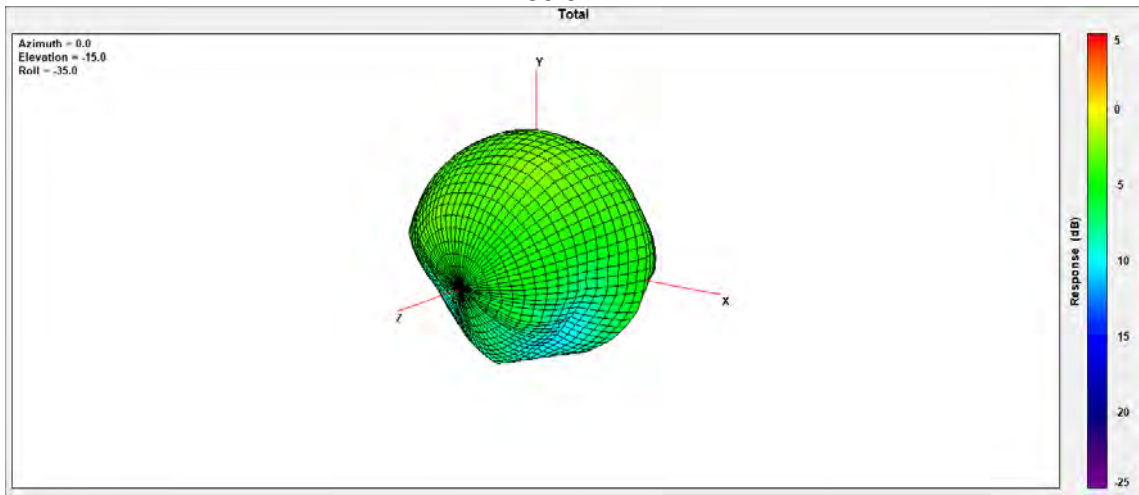 Total
Azimuth = 0.0
Elevation = -15.0
Roll = -35.0
Y
X
Z
5
0
-5
-10
-15
-20
-25
Response (dB)